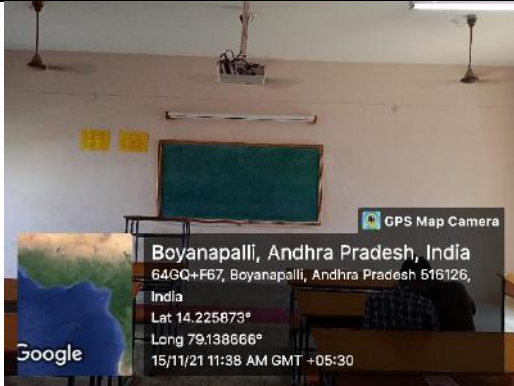 GPS Map Camera
Boyanapalli, Andhra Pradesh, India
64GQ+F67, Boyanapalli, Andhra Pradesh 516126,
India
Lat 14.225873°
Long 79.138666°
15/11/21 11:38 AM GMT +05:30
Google